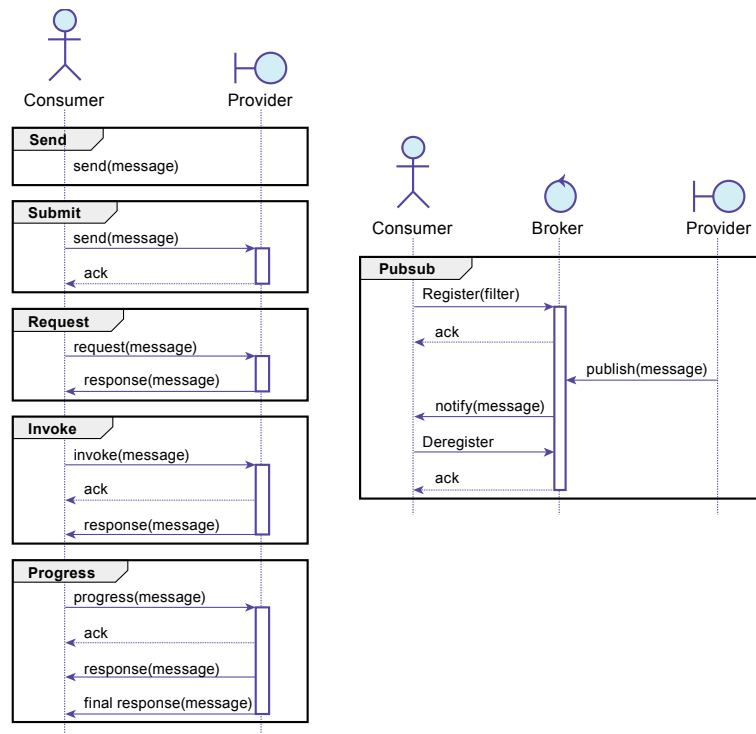 Consumer
Provider
Send
send(message)
Submit
send(message)
ack
Request
request(message)
response(message)
Invoke
invoke(message)
ack
response(message)
Progress
progress(message)
ack
response(message)
final response(message)
Consumer
Broker
Provider
Pubsub
Register(filter)
ack
publish(message)
notify(message)
Deregister
ack